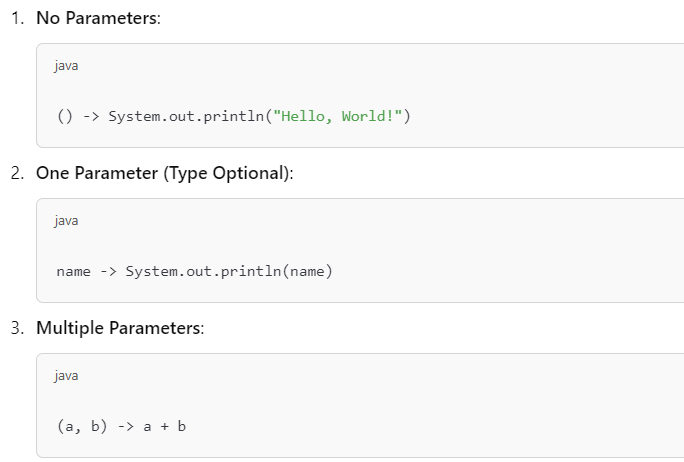 1. No Parameters:
java
() -> System.out.println("Hello, World!")
2. One Parameter (Type Optional):
java
name -> System.out.println(name)
3. Multiple Parameters:
java
(a, b) -> a + b